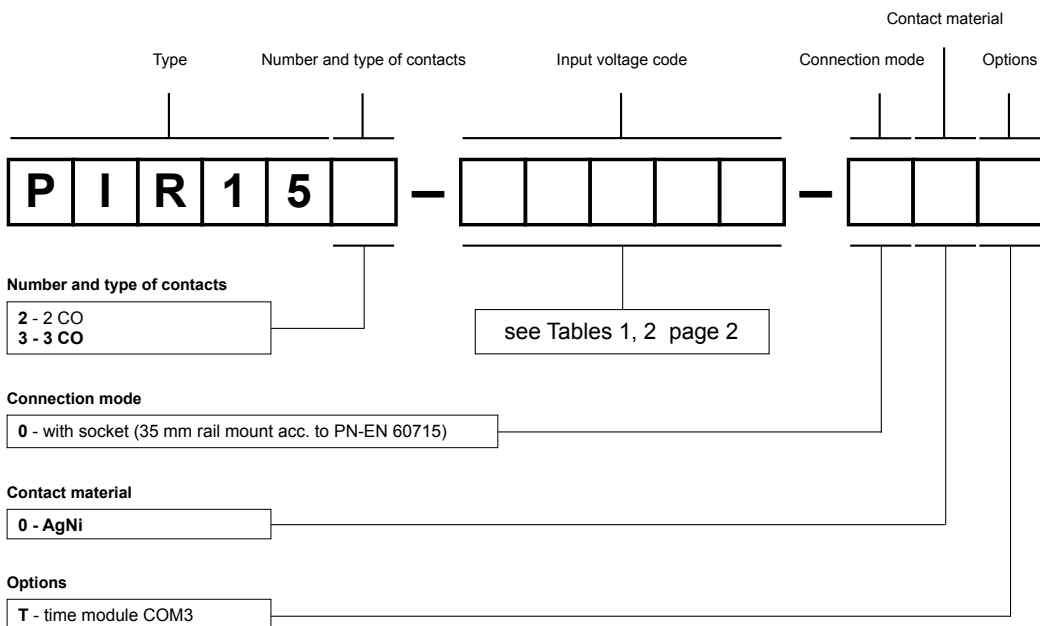 Contact material
Type Number and type of contacts Input voltage code Connection mode Options
P I R 1 5 – –
Number and type of contacts
2 - 2 CO
3 - 3 CO
see Tables 1, 2 page 2
Connection mode
0 - with socket (35 mm rail mount acc. to PN-EN 60715)
Contact material
0 - AgNi
Options
T - time module COM3